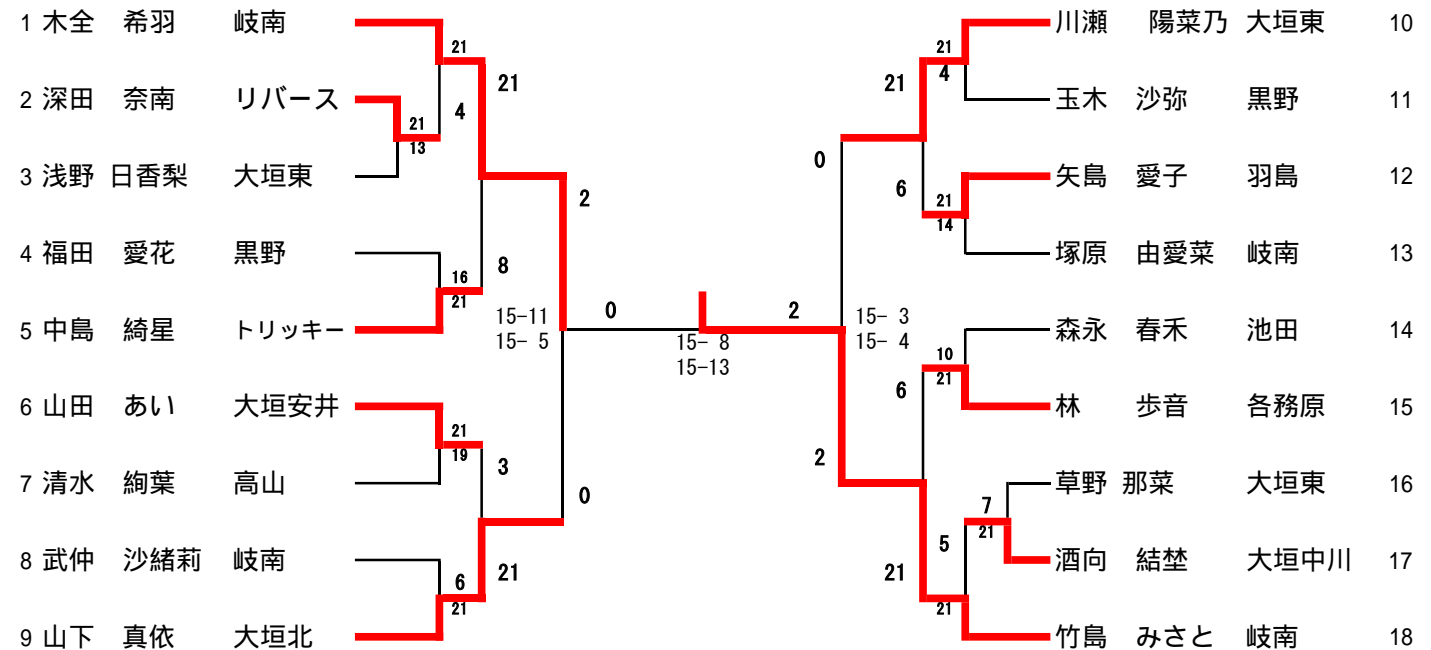 1 木全 希羽 岐南
2 深田 奈南 リバース
3 浅野 日香梨 大垣東
4 福田 愛花 黒野
5 中島 綺星 トリッキー
6 山田 あい 大垣安井
7 清水 絢葉 高山
8 武仲 沙緒莉 岐南
9 山下 真依 大垣北
21
4
21
13
21
16
21
8
2
15-11
15- 5
0
21
19
3
6
21
21
0
15- 8
15-13
2
15- 3
15- 4
0
21
21
4
6
21
14
2
6
10
21
21
5
7
21
21
川瀬 陽菜乃 大垣東 10
玉木 沙弥 黒野 11
矢島 愛子 羽島 12
塚原 由愛菜 岐南 13
森永 春禾 池田 14
林 歩音 各務原 15
草野 那菜 大垣東 16
酒向 結埜 大垣中川 17
竹島 みさと 岐南 18